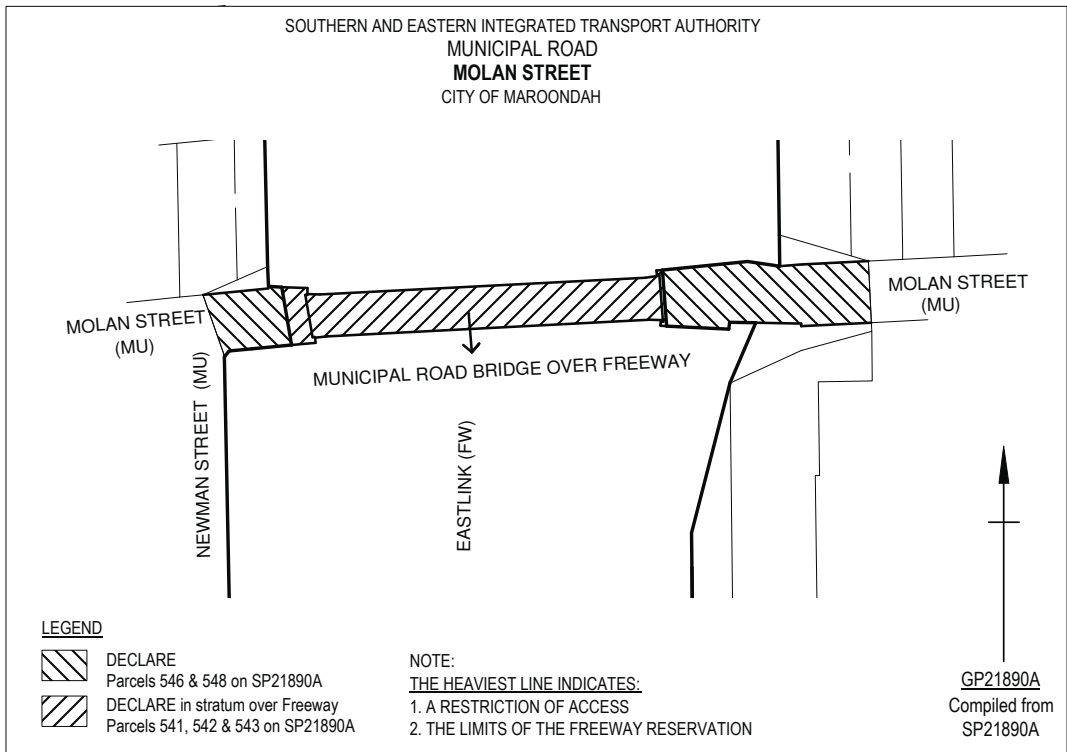 SOUTHERN AND EASTERN INTEGRATED TRANSPORT AUTHORITY
MUNICIPAL ROAD
MOLAN STREET
CITY OF MAROONDAH
MOLAN STREET
(MU)
MOLAN STREET
(MU)
MUNICIPAL ROAD BRIDGE OVER FREEWAY
NEWMAN STREET (MU)
EASTLINK (FW)
LEGEND
DECLARE
Parcels 546 & 548 on SP21890A
DECLARE in stratum over Freeway
Parcels 541, 542 & 543 on SP21890A
NOTE:
THE HEAVIEST LINE INDICATES:
1. A RESTRICTION OF ACCESS
2. THE LIMITS OF THE FREEWAY RESERVATION
GP21890A
Compiled from
SP21890A